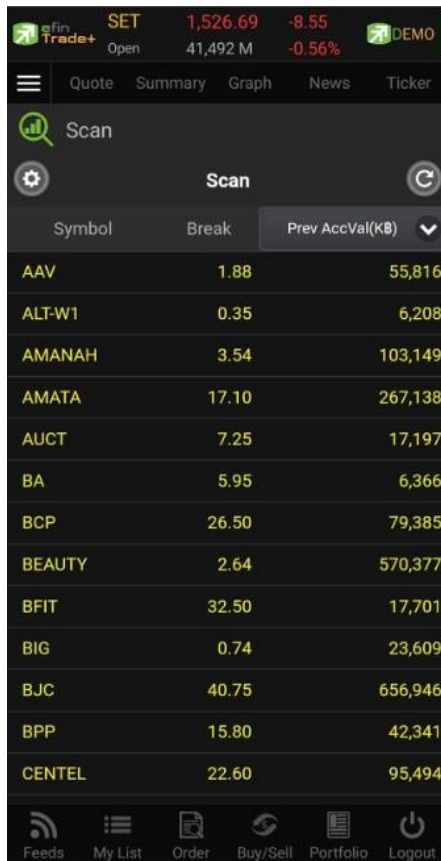 efin Trade+ SET 1,526.69 -8.55 DEMO
Open 41,492 M -0.56%
Quote Summary Graph News Ticker
Scan
Scan
Symbol Break Prev AccVal(K฿)
AAV 1.88 55,816
ALT-W1 0.35 6,208
AMANAH 3.54 103,149
AMATA 17.10 267,138
AUCT 7.25 17,197
BA 5.95 6,366
BCP 26.50 79,385
BEAUTY 2.64 570,377
BFIT 32.50 17,701
BIG 0.74 23,609
BJC 40.75 656,946
BPP 15.80 42,341
CENTEL 22.60 95,494
Feeds My List Order Buy/Sell Portfolio Logout